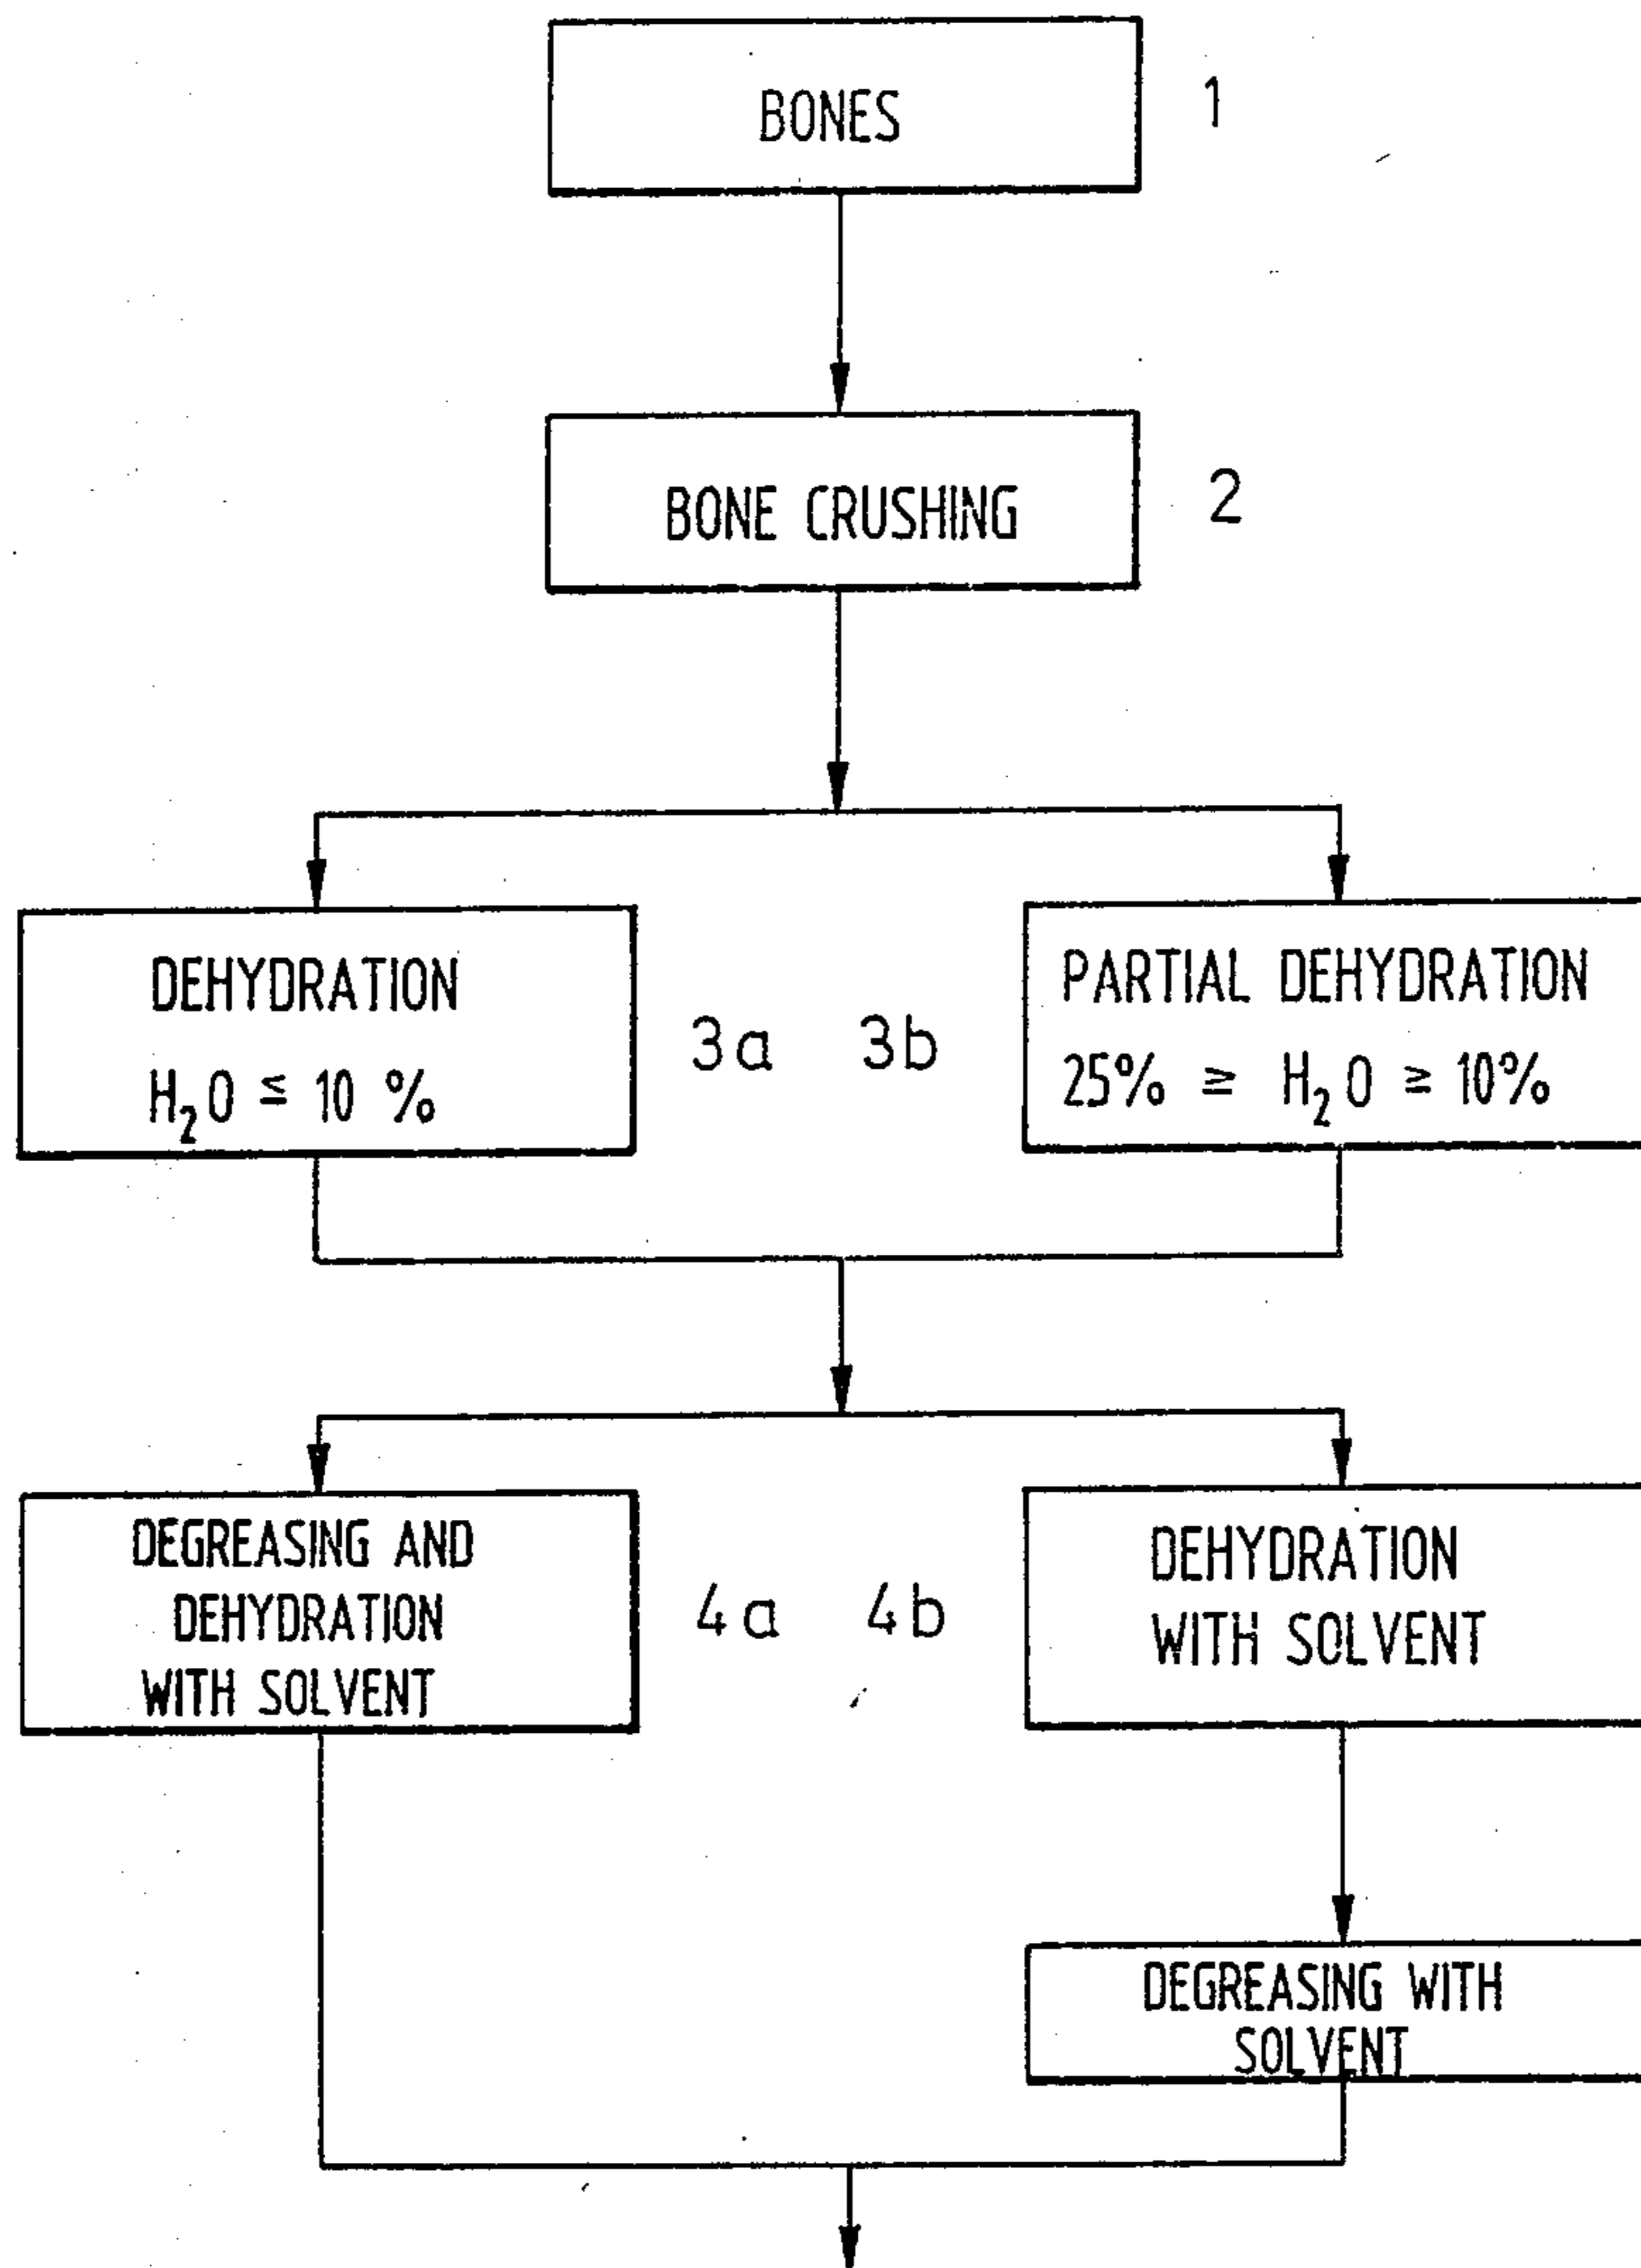 BONES
1
BONE CRUSHING
2
DEHYDRATION
H₂O ≤ 10 %
3a
3b
PARTIAL DEHYDRATION
25% ≥ H₂O ≥ 10%
DEGREASING AND
DEHYDRATION
WITH SOLVENT
4a
4b
DEHYDRATION
WITH SOLVENT
DEGREASING WITH
SOLVENT